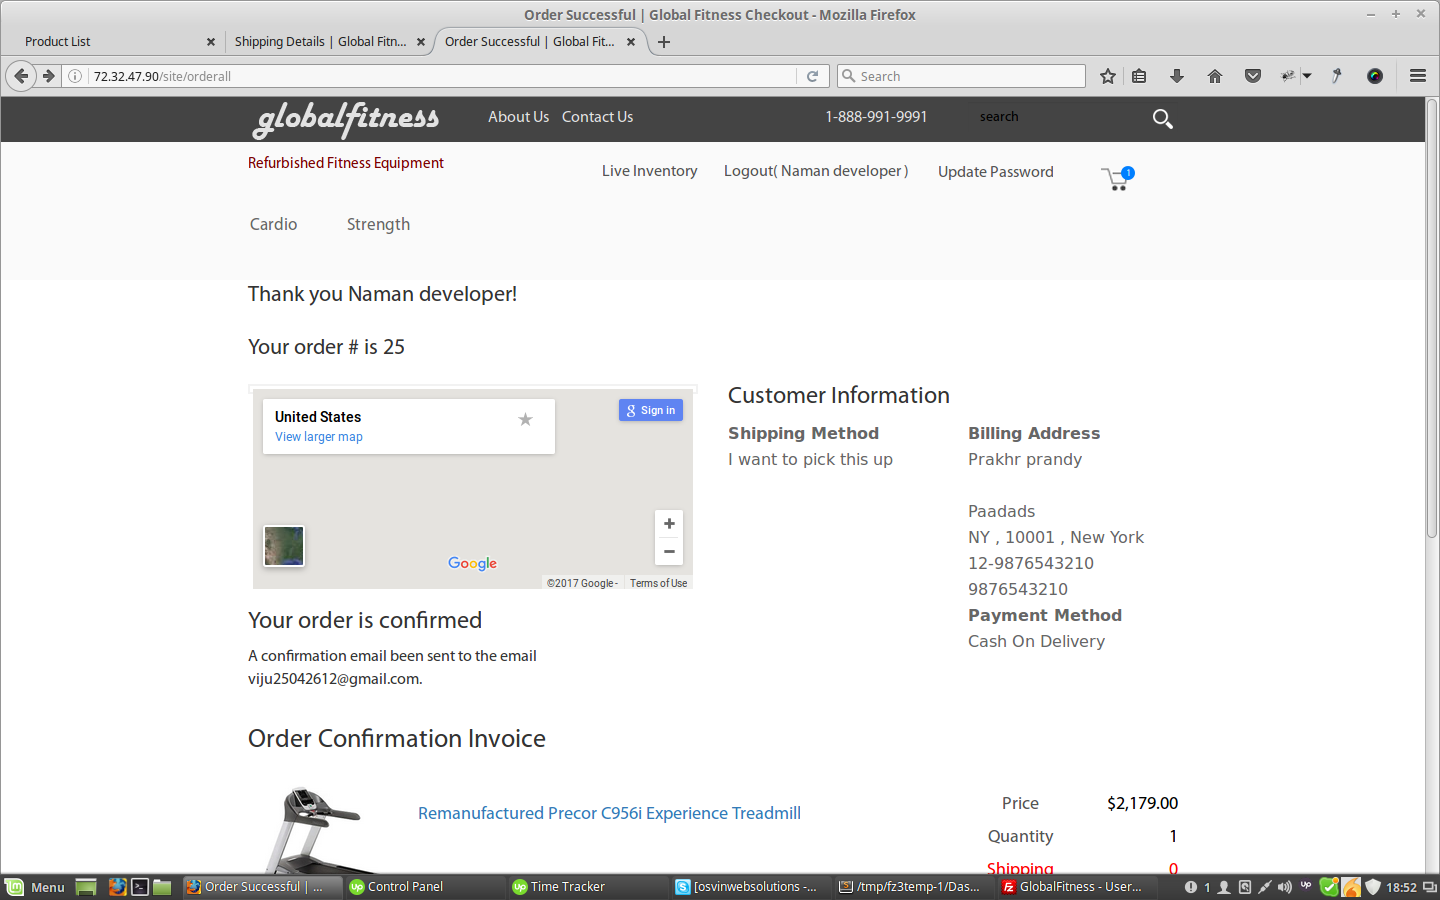 Order Successful | Global Fitness Checkout - Mozilla Firefox
Product List
Shipping Details | Global Fitn...
Order Successful | Global Fit...
72.32.47.90/site/orderall
Search
globalfitness
About Us
Contact Us
1-888-991-9991
search
Refurbished Fitness Equipment
Live Inventory
Logout( Naman developer )
Update Password
1
Cardio
Strength
Thank you Naman developer!
Your order # is 25
United States
View larger map
Sign in
Google
©2017 Google -
Terms of Use
Customer Information
Shipping Method
I want to pick this up
Billing Address
Prakhr prandy
Paadads
NY , 10001 , New York
12-9876543210
9876543210
Payment Method
Cash On Delivery
Your order is confirmed
A confirmation email been sent to the email
viju25042612@gmail.com.
Order Confirmation Invoice
Remanufactured Precor C956i Experience Treadmill
Price
$2,179.00
Quantity
1
Shipping
0
Menu
Order Successful | ...
Up Control Panel
Up Time Tracker
[osvinwebsolutions -...
/tmp/fz3temp-1/Das...
GlobalFitness - User...
1
up
18:52